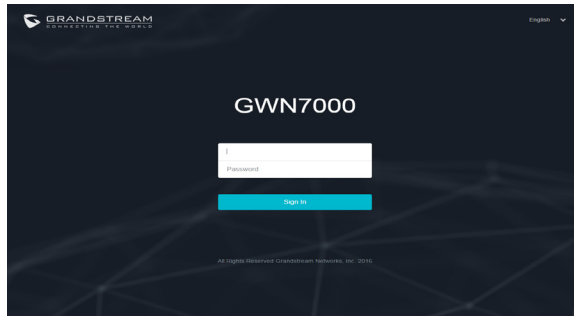 GRANDSTREAM
CONNECTING THE WORLD
English
GWN7000
Password
Sign In
All Rights Reserved Grandstream Networks, Inc. 2016